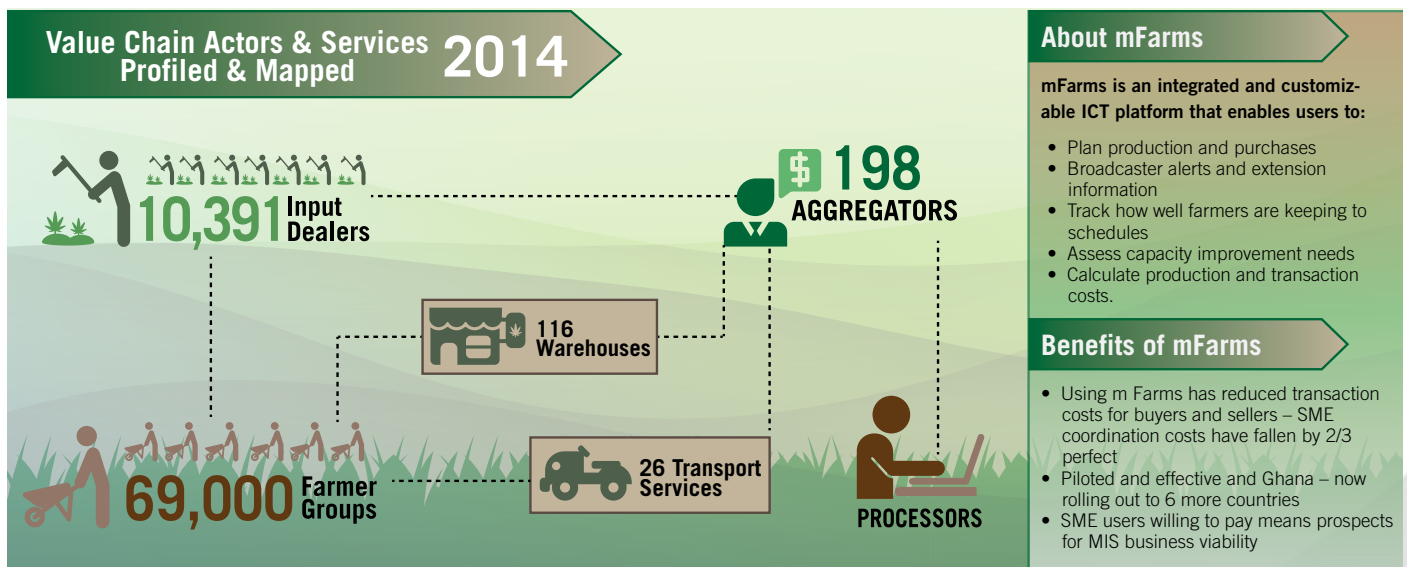 Value Chain Actors & Services
Profiled & Mapped
2014
10,391
Input
Dealers
$
198
AGGREGATORS
116
Warehouses
69,000
Farmer
Groups
26 Transport
Services
PROCESSORS
About mFarms
mFarms is an integrated and customiz-
able ICT platform that enables users to:
• Plan production and purchases
• Broadcaster alerts and extension
information
• Track how well farmers are keeping to
schedules
• Assess capacity improvement needs
• Calculate production and transaction
costs.
Benefits of mFarms
• Using m Farms has reduced transaction
costs for buyers and sellers – SME
coordination costs have fallen by 2/3
perfect
• Piloted and effective and Ghana – now
rolling out to 6 more countries
• SME users willing to pay means prospects
for MIS business viability